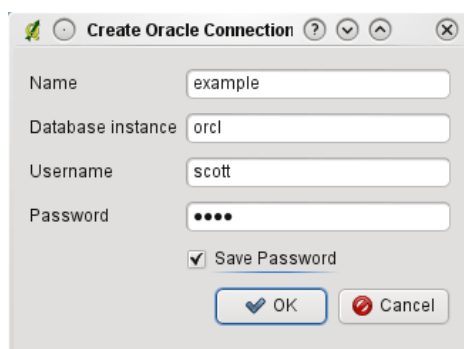 Create Oracle Connection
Name example
Database instance orcl
Username scott
Password ●●●●
Save Password
OK Cancel